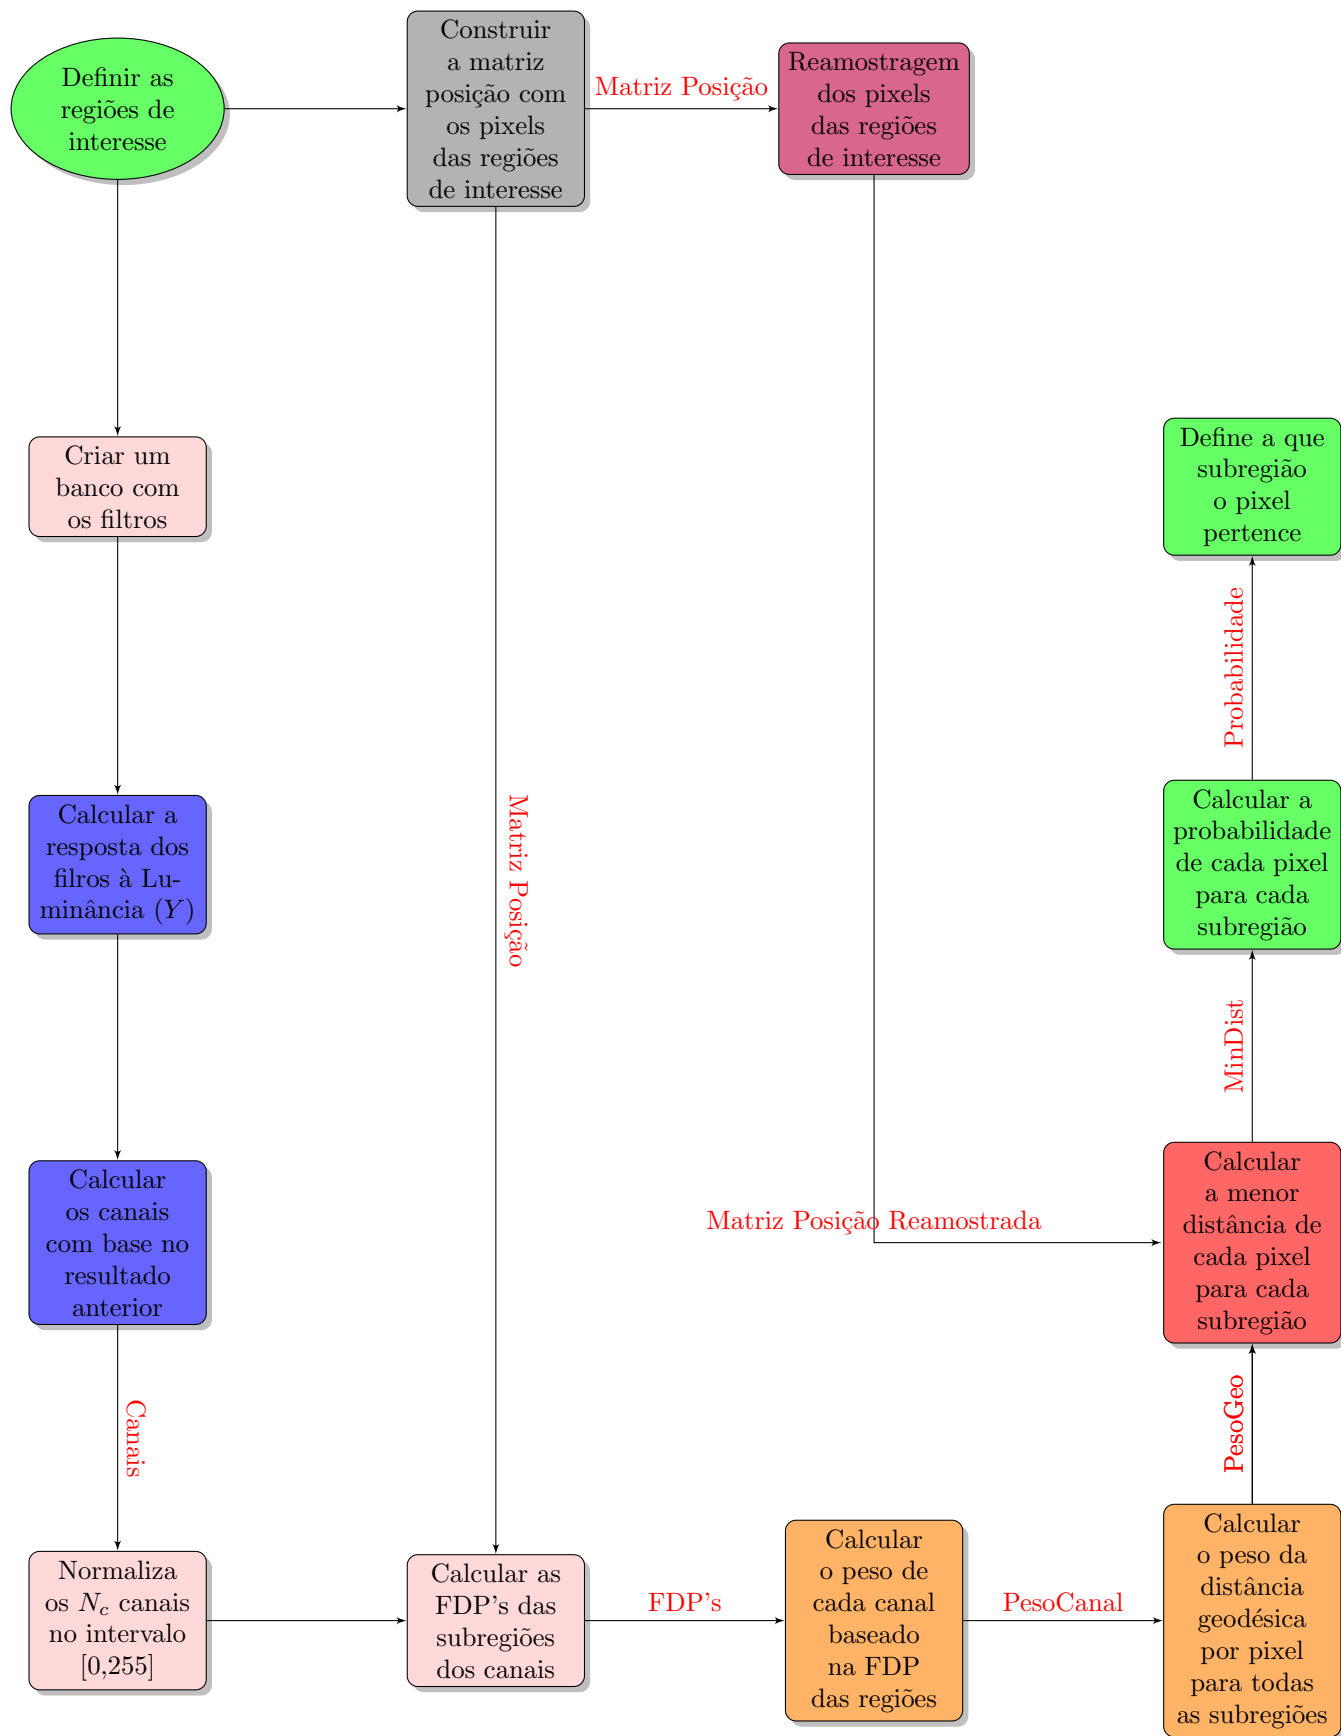 Definir as
regiões de
interesse
Construir
a matriz
posição com
os pixels
das regiões
de interesse
Matriz Posição
Reamostragem
dos pixels
das regiões
de interesse
Criar um
banco com
os filtros
Define a que
subregião
o pixel
pertence
Probabilidade
Calcular a
resposta dos
filros à Lu-
minância (Y)
Matriz Posição
Calcular a
probabilidade
de cada pixel
para cada
subregião
MinDist
Calcular
os canais
com base no
resultado
anterior
Matriz Posição Reamostrada
Calcular
a menor
distância de
cada pixel
para cada
subregião
Canais
PesoGeo
Normaliza
os N_c canais
no intervalo
[0,255]
Calcular as
FDP's das
subregiões
dos canais
FDP's
Calcular
o peso de
cada canal
baseado
na FDP
das regiões
PesoCanal
Calcular
o peso da
distância
geodésica
por pixel
para todas
as subregiões